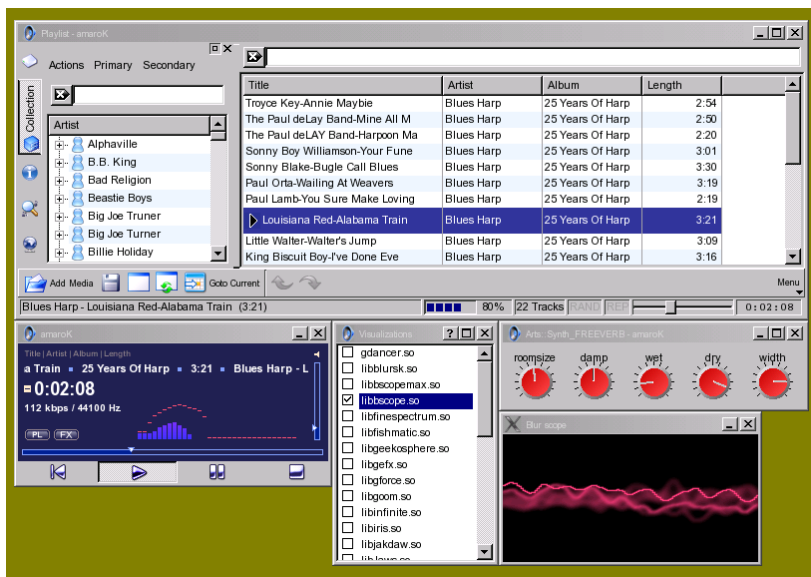 Playlist - amaroK
Actions Primary Secondary
Collection
Artist
Alphaville
B.B. King
Bad Religion
Beastie Boys
Big Joe Truner
Big Joe Turner
Billie Holiday
Title Artist Album Length
Troyce Key-Annie Maybie Blues Harp 25 Years Of Harp 2:54
The Paul deLay Band-Mine All M Blues Harp 25 Years Of Harp 2:50
The Paul deLAY Band-Harpoon Ma Blues Harp 25 Years Of Harp 2:20
Sonny Boy Williamson-Your Fune Blues Harp 25 Years Of Harp 3:01
Sonny Blake-Bugle Call Blues Blues Harp 25 Years Of Harp 3:30
Paul Orta-Wailing At Weavers Blues Harp 25 Years Of Harp 3:19
Paul Lamb-You Sure Make Loving Blues Harp 25 Years Of Harp 2:19
Louisiana Red-Alabama Train Blues Harp 25 Years Of Harp 3:21
Little Walter-Walter's Jump Blues Harp 25 Years Of Harp 3:09
King Biscuit Boy-I've Done Eve Blues Harp 25 Years Of Harp 3:16
Add Media Goto Current Menu
Blues Harp - Louisiana Red-Alabama Train (3:21) 80% 22 Tracks RAND REP 0:02:08
amaroK
Title | Artist | Album | Length
a Train 25 Years Of Harp 3:21 Blues Harp - L
0:02:08
112 kbps / 44100 Hz
PL FX
Visualizations
gdancer.so
libblursk.so
libbscopemax.so
libbscope.so
libfinespectrum.so
libfishmatic.so
libgeekosphere.so
libgefx.so
libgforce.so
libgoom.so
libinfinite.so
libiris.so
libjakdaw.so
Arts: Synth_FREEVERB - amaroK
roomsize damp wet dry width
Blur scope